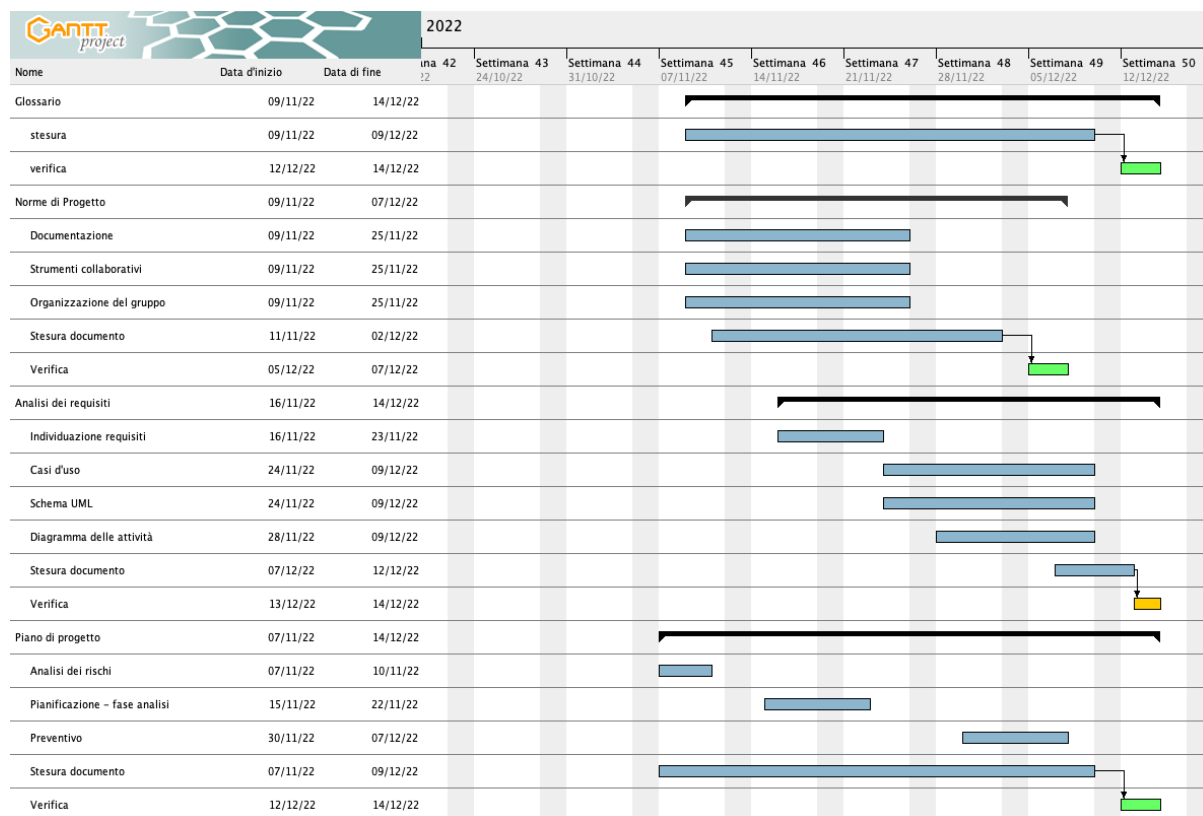 GANTT
project
2022
ana 42 Settimana 43 Settimana 44 Settimana 45 Settimana 46 Settimana 47 Settimana 48 Settimana 49 Settimana 50
22 24/10/22 31/10/22 07/11/22 14/11/22 21/11/22 28/11/22 05/12/22 12/12/22
Nome Data d'inizio Data di fine
Glossario 09/11/22 14/12/22
stesura 09/11/22 09/12/22
verifica 12/12/22 14/12/22
Norme di Progetto 09/11/22 07/12/22
Documentazione 09/11/22 25/11/22
Strumenti collaborativi 09/11/22 25/11/22
Organizzazione del gruppo 09/11/22 25/11/22
Stesura documento 11/11/22 02/12/22
Verifica 05/12/22 07/12/22
Analisi dei requisiti 16/11/22 14/12/22
Individuazione requisiti 16/11/22 23/11/22
Casi d'uso 24/11/22 09/12/22
Schema UML 24/11/22 09/12/22
Diagramma delle attività 28/11/22 09/12/22
Stesura documento 07/12/22 12/12/22
Verifica 13/12/22 14/12/22
Piano di progetto 07/11/22 14/12/22
Analisi dei rischi 07/11/22 10/11/22
Pianificazione – fase analisi 15/11/22 22/11/22
Preventivo 30/11/22 07/12/22
Stesura documento 07/11/22 09/12/22
Verifica 12/12/22 14/12/22